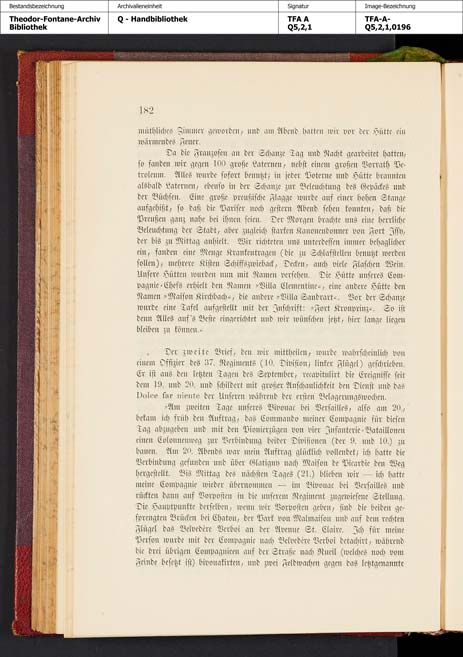 Bestandsbezeichnung
Archivalieneinheit
Signatur
Image-Bezeichnung
Theodor-Fontane-Archiv
Bibliothek
Q - Handbibliothek
TFA A
Q5,2,1
TFA-A-
Q5,2,1,0196
182
müthliches Zimmer geworden, und am Abend hatten wir vor der Hütte ein
wärmendes Feuer.
Da die Franzosen an der Schanze Tag und Nacht gearbeitet hatten,
so fanden wir gegen 100 große Laternen, nebst einem großen Vorrath Pe-
troleum. Alles wurde sofort benutzt; in jeder Poterne und Hütte brannten
alsbald Laternen, ebenso in der Schanze zur Beleuchtung des Gepäcks und
der Büchsen. Eine große preußische Flagge wurde auf einer hohen Stange
aufgehißt, so daß die Pariser noch gestern Abend sehen konnten, daß die
Preußen ganz nahe bei ihnen seien. Der Morgen brachte uns eine herrliche
Beleuchtung der Stadt, aber zugleich starken Kanonendonner von Fort Issy,
der bis zu Mittag anhielt. Wir richteten uns unterdessen immer behaglicher
ein, fanden eine Menge Krankentragen (die zu Schlafstellen benutzt werden
sollen), mehrere Kisten Schiffszwieback, Decken, auch viele Flaschen Wein.
Unsere Hütten wurden nun mit Namen versehen. Die Hütte unseres Com-
pagnie-Chefs erhielt den Namen »Villa Clementine«, eine andere Hütte den
Namen »Maison Kirchbach«, die andere »Villa Sandrart«. Vor der Schanze
wurde eine Tafel aufgestellt mit der Inschrift: »Fort Kronprinz«. So ist
denn Alles auf's Beste eingerichtet und wir wünschen jetzt, hier lange liegen
bleiben zu können.«
Der zweite Brief, den wir mittheilen, wurde wahrscheinlich von
einem Offizier des 37. Regiments (10. Division, linker Flügel) geschrieben.
Er ist aus den letzten Tagen des September, recapitulirt die Ereignisse seit
dem 19. und 20. und schildert mit großer Anschaulichkeit den Dienst und das
Dolce far niente der Unseren während der ersten Belagerungswochen.
»Am zweiten Tage unseres Bivouac bei Versailles, also am 20.,
bekam ich früh den Auftrag, das Commando meiner Compagnie für diesen
Tag abzugeben und mit den Pionierzügen von vier Infanterie-Bataillonen
einen Colonnenweg zur Verbindung beider Divisionen (der 9. und 10.) zu
bauen. Am 20. Abends war mein Auftrag glücklich vollendet; ich hatte die
Verbindung gefunden und über Glatigny nach Maison de Picardie den Weg
hergestellt. Bis Mittag des nächsten Tages (21.) blieben wir — ich hatte
meine Compagnie wieder übernommen — im Bivouac bei Versailles und
rückten dann auf Vorposten in die unserem Regiment zugewiesene Stellung.
Die Hauptpunkte derselben, wenn wir Vorposten geben, sind die beiden ge-
sprengten Brücken bei Chatou, der Park von Malmaison und auf dem rechten
Flügel das Belvedère Verboi an der Avenue St. Claire. Ich für meine
Person wurde mit der Compagnie nach Belvedère Verboi detachirt, während
die drei übrigen Compagnieen auf der Straße nach Rueil (welches noch vom
Feinde besetzt ist) bivouakirten, und zwei Feldwachen gegen das letztgenannte